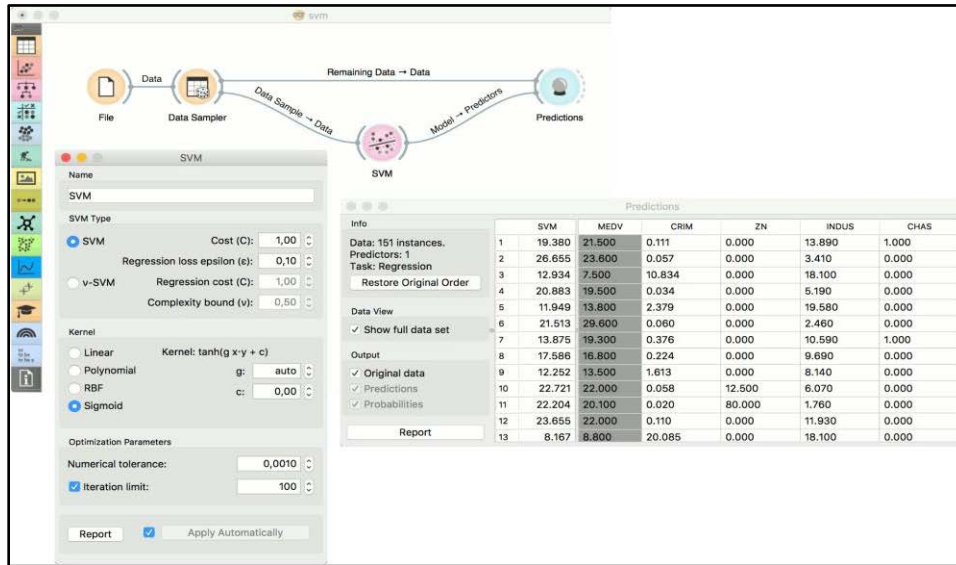 svm
Data
Remaining Data → Data
Data Sample → Data
Model → Predictors
File
Data Sampler
SVM
Predictions
SVM
Name
SVM
SVM Type
SVM
Cost (C):
1,00
Regression loss epsilon (ε):
0,10
ν-SVM
Regression cost (C):
1,00
Complexity bound (ν):
0,50
Kernel
Linear
Kernel: tanh(g x·y + c)
Polynomial
g:
auto
RBF
c:
0,00
Sigmoid
Optimization Parameters
Numerical tolerance:
0,0010
Iteration limit:
100
Report
Apply Automatically
Predictions
Info
Data: 151 instances.
Predictors: 1
Task: Regression
Restore Original Order
Data View
Show full data set
Output
Original data
Predictions
Probabilities
Report
SVM MEDV CRIM ZN INDUS CHAS
1 19.380 21.500 0.111 0.000 13.890 1.000
2 26.655 23.600 0.057 0.000 3.410 0.000
3 12.934 7.500 10.834 0.000 18.100 0.000
4 20.883 19.500 0.034 0.000 5.190 0.000
5 11.949 13.800 2.379 0.000 19.580 0.000
6 21.513 29.600 0.060 0.000 2.460 0.000
7 13.875 19.300 0.376 0.000 10.590 1.000
8 17.586 16.800 0.224 0.000 9.690 0.000
9 12.252 13.500 1.613 0.000 8.140 0.000
10 22.721 22.000 0.058 12.500 6.070 0.000
11 22.204 20.100 0.020 80.000 1.760 0.000
12 23.655 22.000 0.110 0.000 11.930 0.000
13 8.167 8.800 20.085 0.000 18.100 0.000